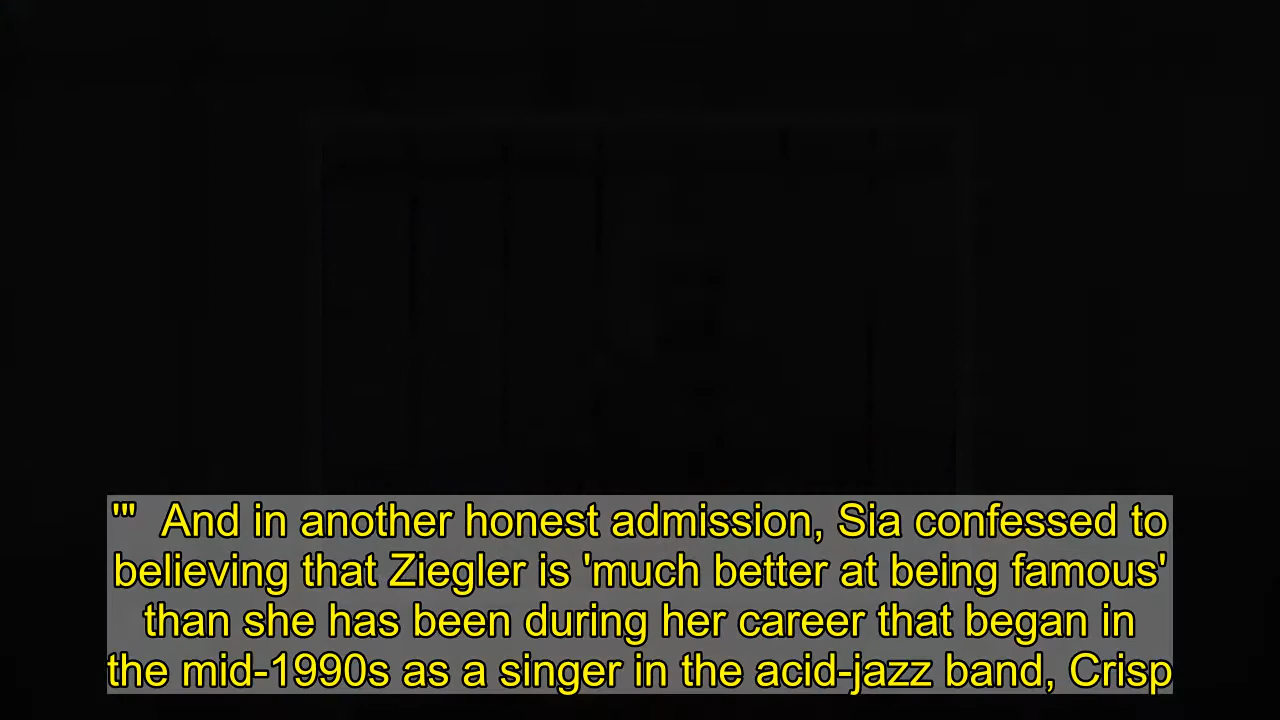 '"  And in another honest admission, Sia confessed to
believing that Ziegler is 'much better at being famous'
than she has been during her career that began in
the mid-1990s as a singer in the acid-jazz band, Crisp